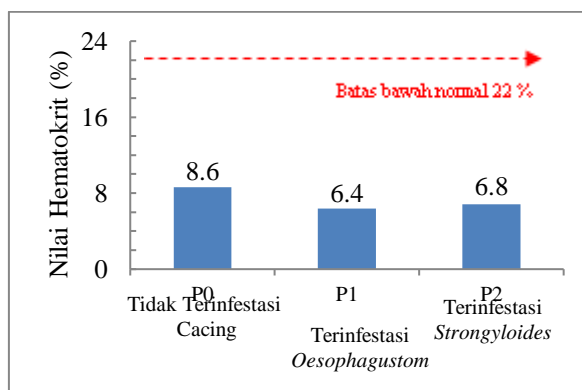 Nilai Hematokrit (%)
24
16
8
0
Batas bawah normal 22 %
8.6
6.4
6.8
P0
P1
P2
Tidak Terinfestasi
Cacing
Terinfestasi
Oesophagustom
Terinfestasi
Strongyloides